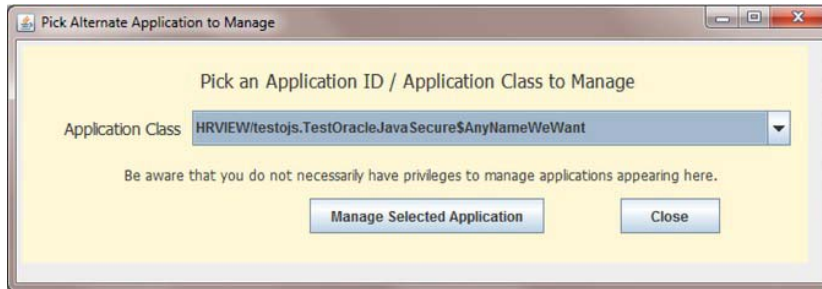 Pick Alternate Application to Manage
Pick an Application ID / Application Class to Manage
Application Class HRVIEW/testojs.TestOracleJavaSecure$AnyNameWeWant
Be aware that you do not necessarily have privileges to manage applications appearing here.
Manage Selected Application Close